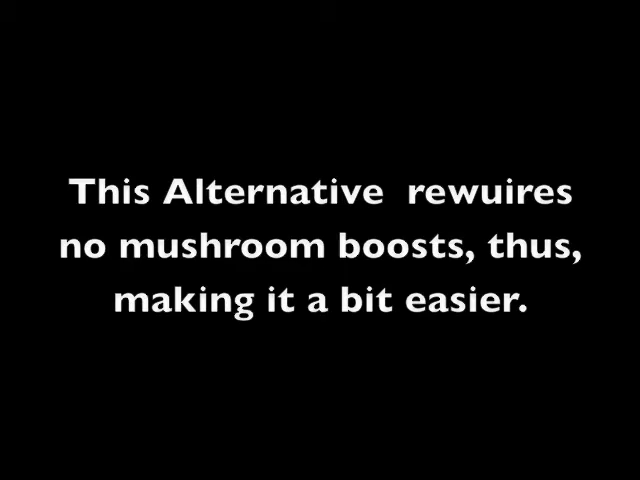 This Alternative  rewuires
no mushroom boosts, thus,
making it a bit easier.